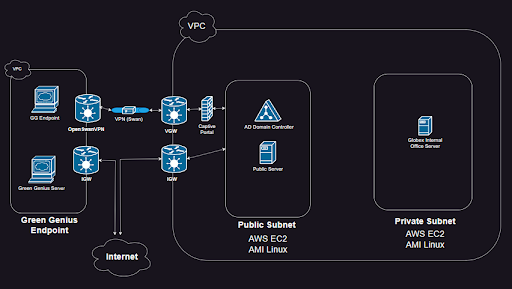 VPC
VPC
GG Endpoint
OpenSwanVPN
VPN (Swan)
VGW
Captive
Portal
AD Domain Controller
Globex Internal
Office Server
Green Genius Server
IGW
IGW
Public Server
Green Genius
Endpoint
Internet
Public Subnet
AWS EC2
AMI Linux
Private Subnet
AWS EC2
AMI Linux